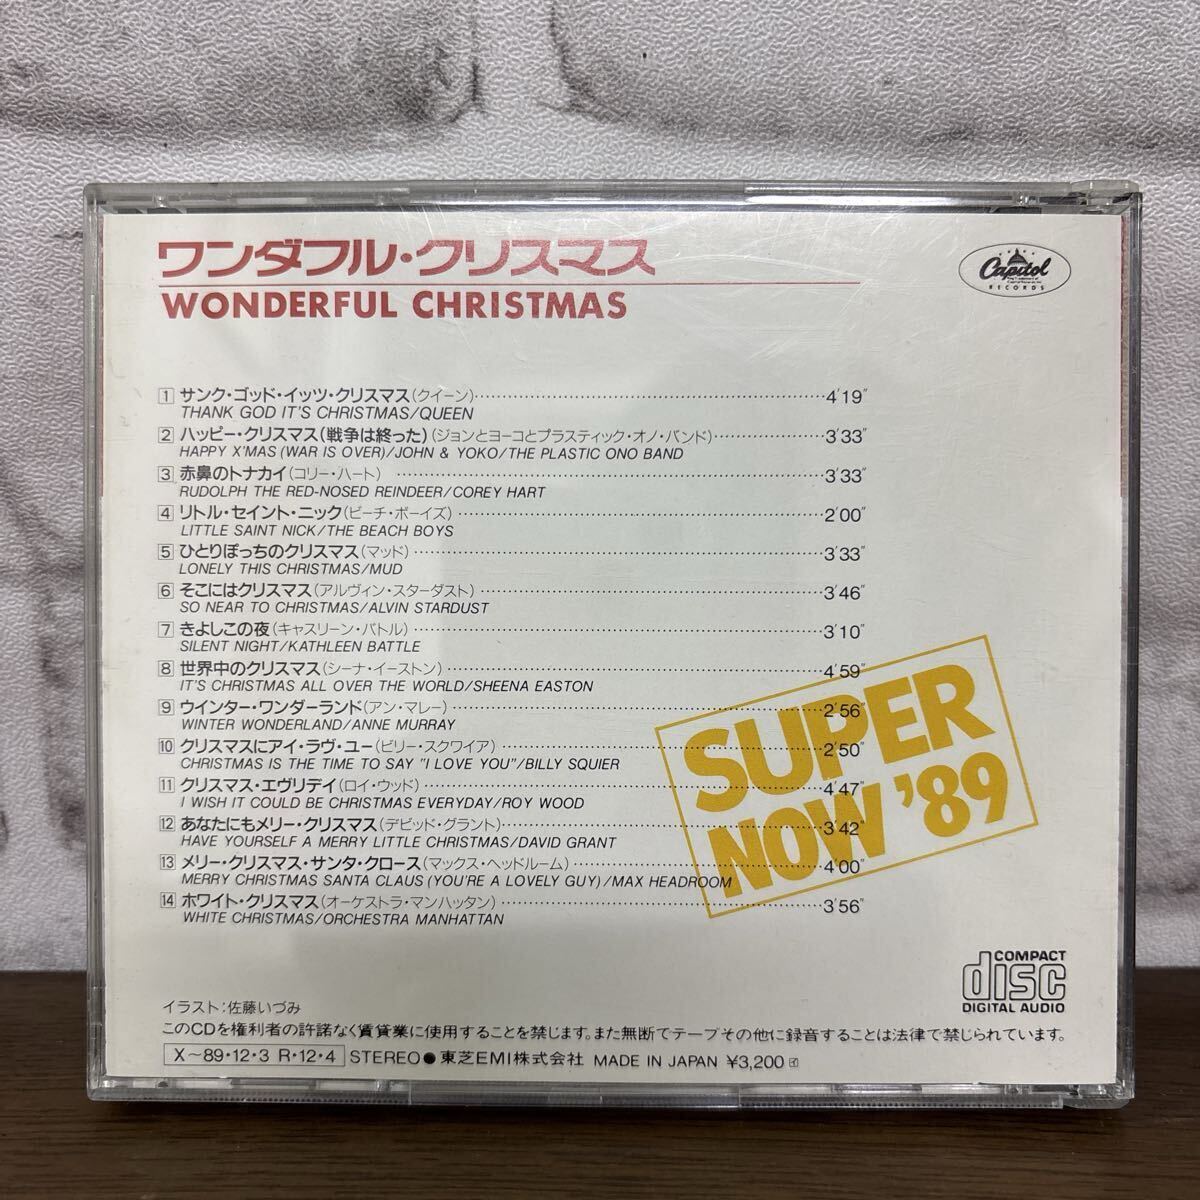 ワンダフル・クリスマス
WONDERFUL CHRISTMAS
Capitol
RECORDS
1 サンク・ゴッド・イッツ・クリスマス(クイーン)……4'19"
THANK GOD IT'S CHRISTMAS/QUEEN
2 ハッピー・クリスマス(戦争は終った)(ジョンとヨーコとプラスティック・オノ・バンド)……3'33"
HAPPY X'MAS (WAR IS OVER)/JOHN & YOKO/THE PLASTIC ONO BAND
3 赤鼻のトナカイ(コリー・ハート)……3'33"
RUDOLPH THE RED-NOSED REINDEER/COREY HART
4 リトル・セイント・ニック(ビーチ・ボーイズ)……2'00"
LITTLE SAINT NICK/THE BEACH BOYS
5 ひとりぼっちのクリスマス(マッド)……3'33"
LONELY THIS CHRISTMAS/MUD
6 そこにはクリスマス(アルヴィン・スターダスト)……3'46"
SO NEAR TO CHRISTMAS/ALVIN STARDUST
7 きよしこの夜(キャスリーン・バトル)……3'10"
SILENT NIGHT/KATHLEEN BATTLE
8 世界中のクリスマス(シーナ・イーストン)……4'59"
IT'S CHRISTMAS ALL OVER THE WORLD/SHEENA EASTON
9 ウインター・ワンダーランド(アン・マレー)……2'56"
WINTER WONDERLAND/ANNE MURRAY
10 クリスマスにアイ・ラヴ・ユー(ビリー・スクワイア)……2'50"
CHRISTMAS IS THE TIME TO SAY "I LOVE YOU"/BILLY SQUIER
11 クリスマス・エヴリデイ(ロイ・ウッド)……4'47"
I WISH IT COULD BE CHRISTMAS EVERYDAY/ROY WOOD
12 あなたにもメリー・クリスマス(デビッド・グラント)……3'42"
HAVE YOURSELF A MERRY LITTLE CHRISTMAS/DAVID GRANT
13 メリー・クリスマス・サンタ・クロース(マックス・ヘッドルーム)……4'00"
MERRY CHRISTMAS SANTA CLAUS (YOU'RE A LOVELY GUY)/MAX HEADROOM
14 ホワイト・クリスマス(オーケストラ・マンハッタン)……3'56"
WHITE CHRISTMAS/ORCHESTRA MANHATTAN
SUPER
NOW '89
COMPACT
disc
DIGITAL AUDIO
イラスト:佐藤いづみ
このCDを権利者の許諾なく賃貸業に使用することを禁じます。また無断でテープその他に録音することは法律で禁じられています。
X〜89・12・3 R・12・4 STEREO●東芝EMI株式会社 MADE IN JAPAN ¥3,200